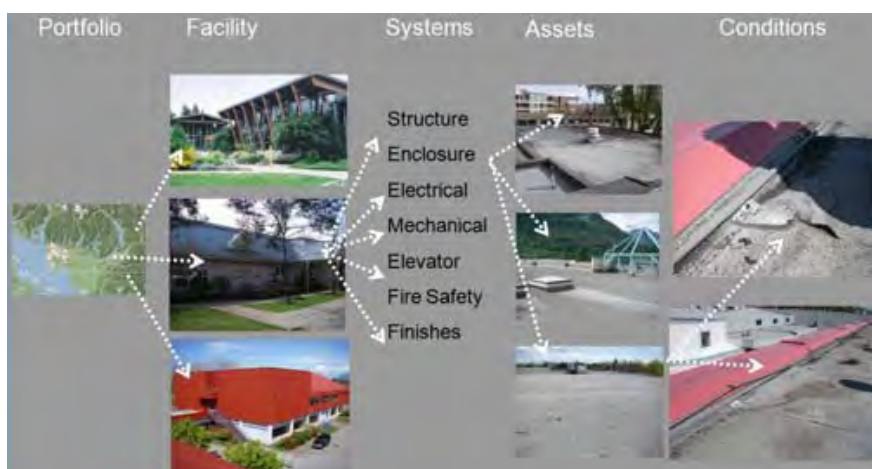 Portfolio Facility Systems Assets Conditions
Structure
Enclosure
Electrical
Mechanical
Elevator
Fire Safety
Finishes